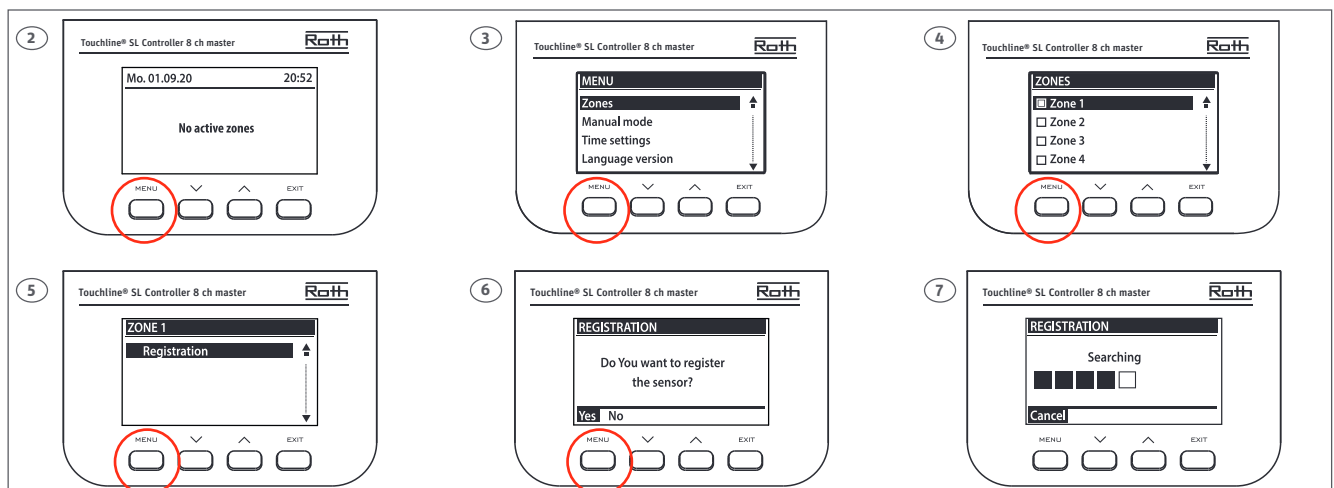 2
Touchline® SL Controller 8 ch master
Roth
Mo. 01.09.20 20:52
No active zones
MENU EXIT
3
Touchline® SL Controller 8 ch master
Roth
MENU
Zones
Manual mode
Time settings
Language version
MENU EXIT
4
Touchline® SL Controller 8 ch master
Roth
ZONES
Zone 1
Zone 2
Zone 3
Zone 4
MENU EXIT
5
Touchline® SL Controller 8 ch master
Roth
ZONE 1
Registration
MENU EXIT
6
Touchline® SL Controller 8 ch master
Roth
REGISTRATION
Do You want to register
the sensor?
Yes No
MENU EXIT
7
Touchline® SL Controller 8 ch master
Roth
REGISTRATION
Searching
Cancel
MENU EXIT